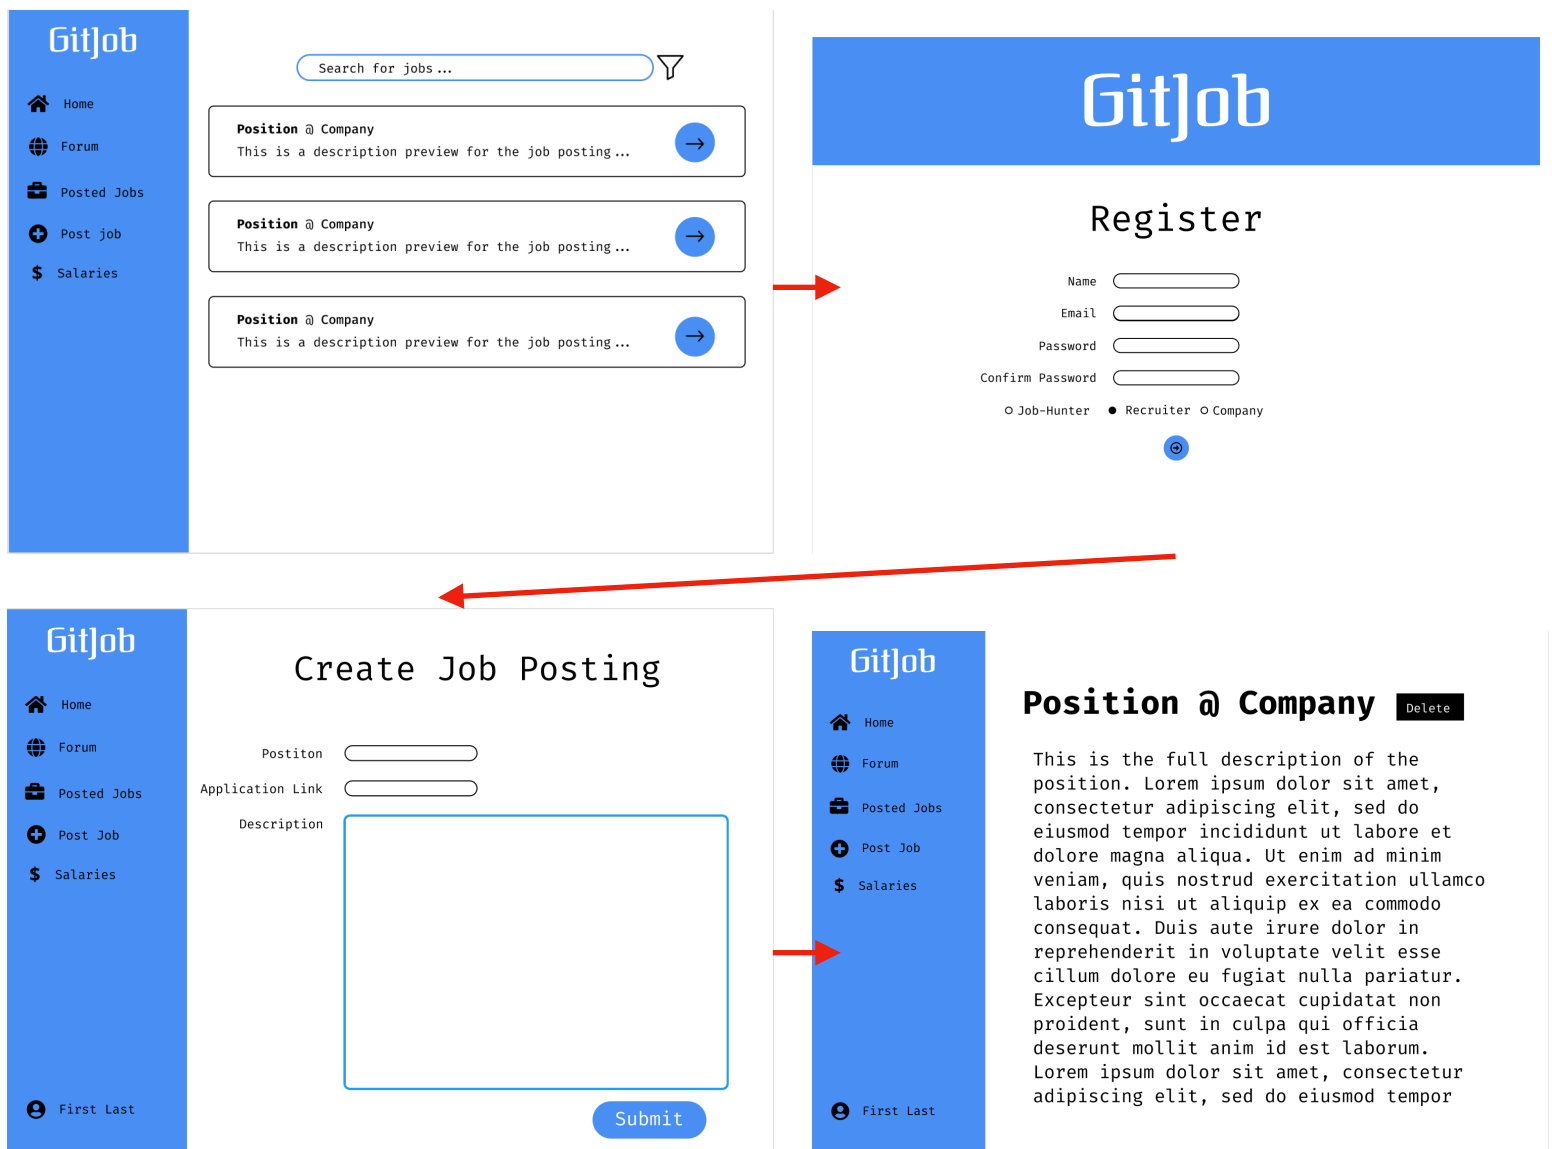 GitJob
Home
Forum
Posted Jobs
Post job
$ Salaries
Search for jobs...
Position @ Company
This is a description preview for the job posting...
Position @ Company
This is a description preview for the job posting...
Position @ Company
This is a description preview for the job posting...
GitJob
Register
Name
Email
Password
Confirm Password
Job-Hunter Recruiter Company
GitJob
Home
Forum
Posted Jobs
Post Job
$ Salaries
First Last
Create Job Posting
Postiton
Application Link
Description
Submit
GitJob
Home
Forum
Posted Jobs
Post Job
$ Salaries
First Last
Position @ Company
Delete
This is the full description of the
position. Lorem ipsum dolor sit amet,
consectetur adipiscing elit, sed do
eiusmod tempor incididunt ut labore et
dolore magna aliqua. Ut enim ad minim
veniam, quis nostrud exercitation ullamco
laboris nisi ut aliquip ex ea commodo
consequat. Duis aute irure dolor in
reprehenderit in voluptate velit esse
cillum dolore eu fugiat nulla pariatur.
Excepteur sint occaecat cupidatat non
proident, sunt in culpa qui officia
deserunt mollit anim id est laborum.
Lorem ipsum dolor sit amet, consectetur
adipiscing elit, sed do eiusmod tempor